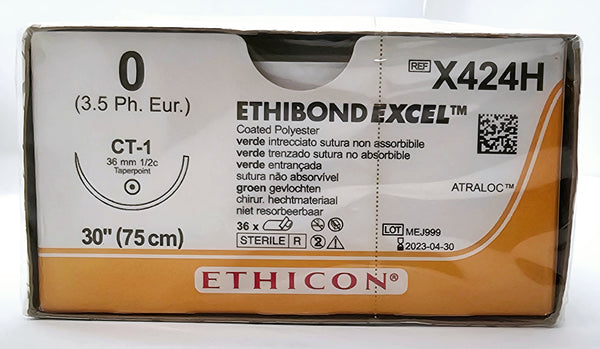 0
(3.5 Ph. Eur.)
CT-1
36 mm 1/2c
Taperpoint
30" (75 cm)
REF X424H
ETHIBOND EXCEL™
Coated Polyester
verde intrecciato sutura non assorbibile
verde trenzado sutura no absorbible
verde entrançada
sutura não absorvível
groen gevlochten
chirur. hechtmateriaal
niet resorbeerbaar
ATRALOC™
36 x
STERILE R
2
LOT MEJ999
2023-04-30
ETHICON®